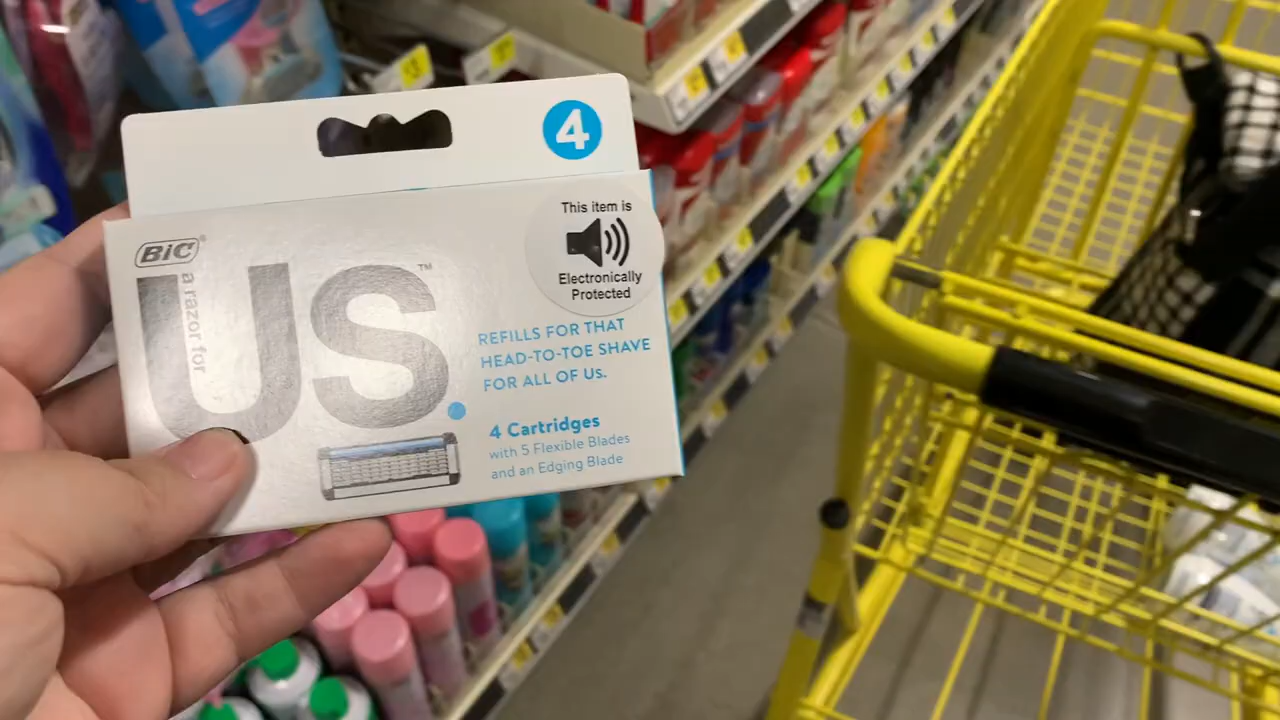 4
This item is
Electronically
Protected
BiC®
a razor for
US.™
REFILLS FOR THAT
HEAD-TO-TOE SHAVE
FOR ALL OF US.
4 Cartridges
with 5 Flexible Blades
and an Edging Blade